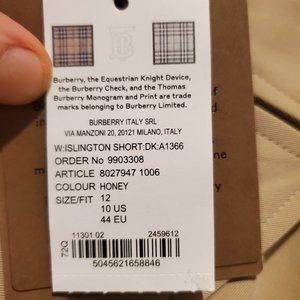 Burberry, the Equestrian Knight Device,
the Burberry Check, and the Thomas
Burberry Monogram and Print are trade
marks belonging to Burberry Limited.
BURBERRY ITALY SRL
VIA MANZONI 20, 20121 MILANO, ITALY
W:ISLINGTON SHORT:DK:A1366
ORDER No 9903308
ARTICLE 8027947 1006
COLOUR HONEY
SIZE/FIT 12
10 US
44 EU
72Q
11301 02 2459612
5045621658846